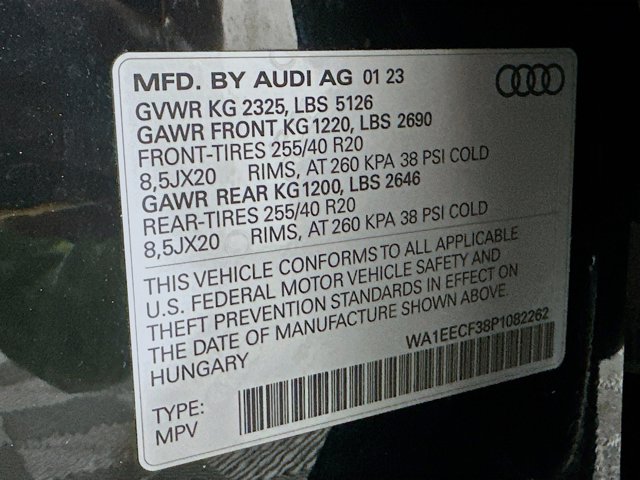 MFD. BY AUDI AG 01 23
GVWR KG 2325, LBS 5126
GAWR FRONT KG 1220, LBS 2690
FRONT-TIRES 255/40 R20
8,5JX20 RIMS, AT 260 KPA 38 PSI COLD
GAWR REAR KG 1200, LBS 2646
REAR-TIRES 255/40 R20
8,5JX20 RIMS, AT 260 KPA 38 PSI COLD
THIS VEHICLE CONFORMS TO ALL APPLICABLE
U.S. FEDERAL MOTOR VEHICLE SAFETY AND
THEFT PREVENTION STANDARDS IN EFFECT ON
THE DATE OF MANUFACTURE SHOWN ABOVE.
HUNGARY
WA1EECF38P1082262
TYPE:
MPV